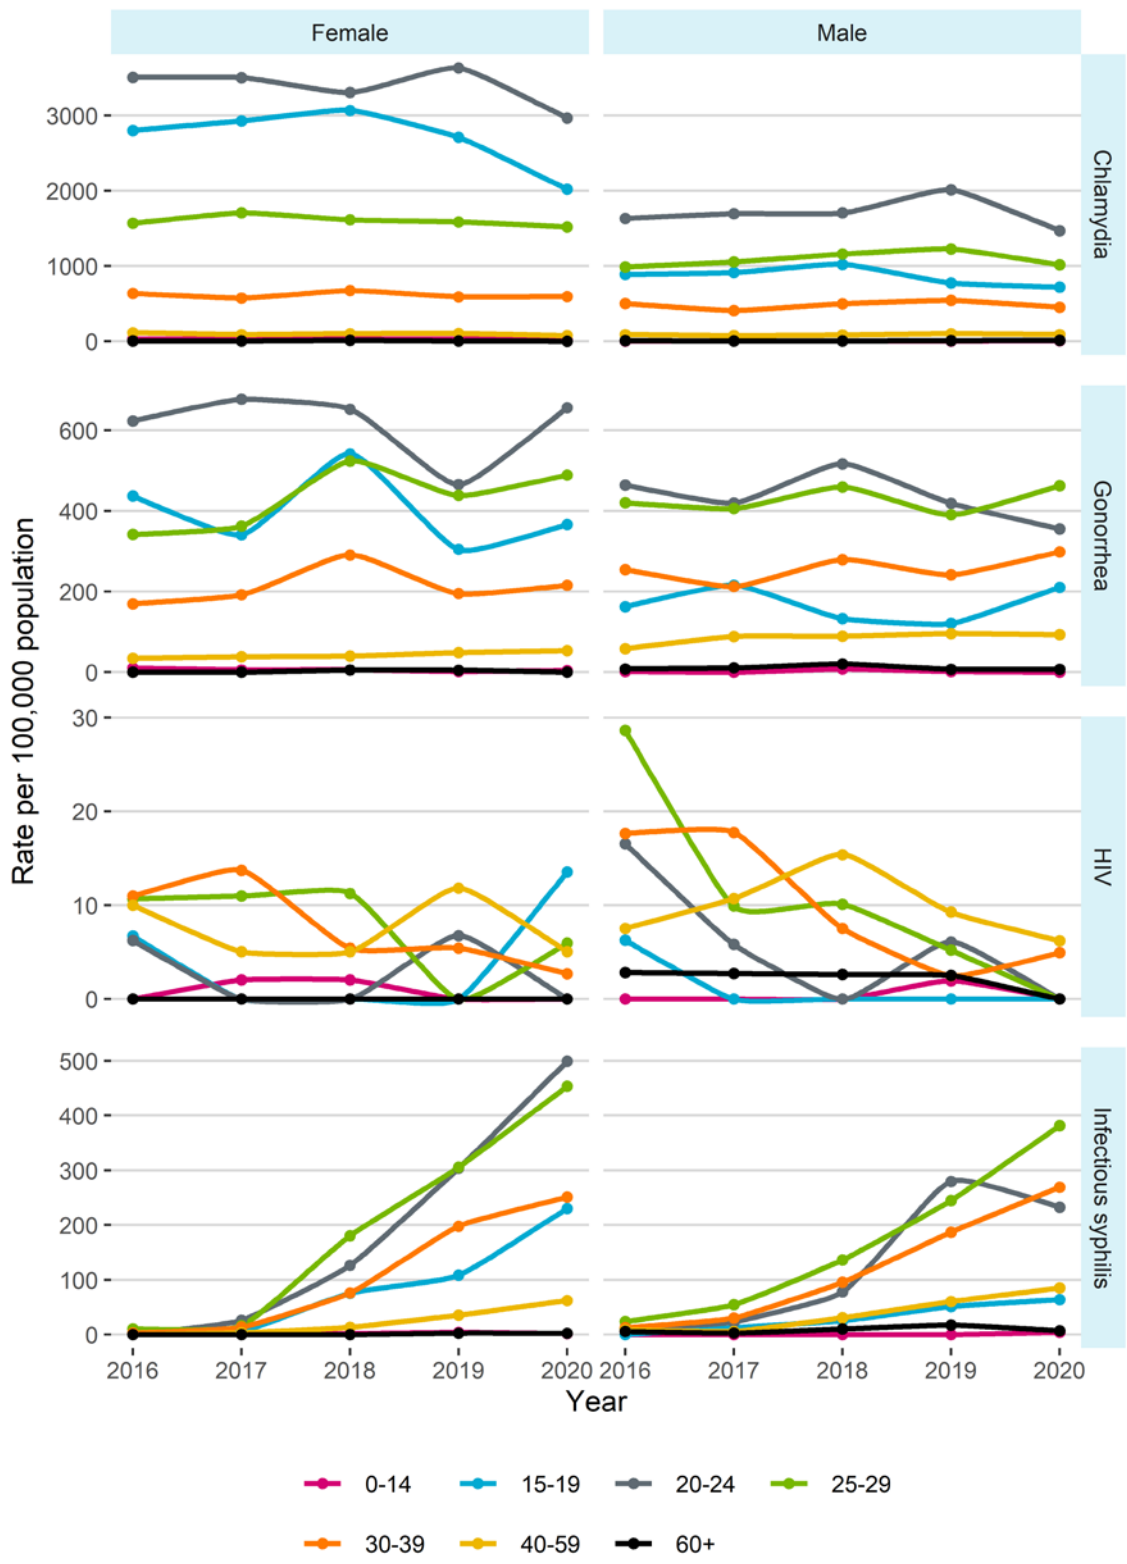 Female Male
3000
2000
1000
0
Chlamydia
600
400
200
0
Gonorrhea
30
20
10
0
HIV
500
400
300
200
100
0
Infectious syphilis
Rate per 100,000 population
2016 2017 2018 2019 2020 2016 2017 2018 2019 2020
Year
0-14 15-19 20-24 25-29
30-39 40-59 60+